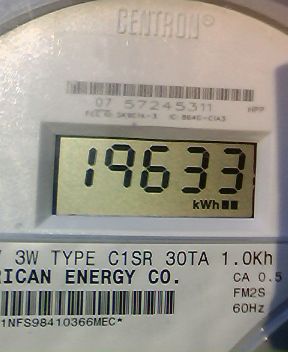 CENTRON®
07 57245311 MPP
19633
kWh
3W TYPE C1SR 30TA 1.0Kh
RICAN ENERGY CO. CA 0.5
FM2S
1NFS98410366MEC* 60Hz